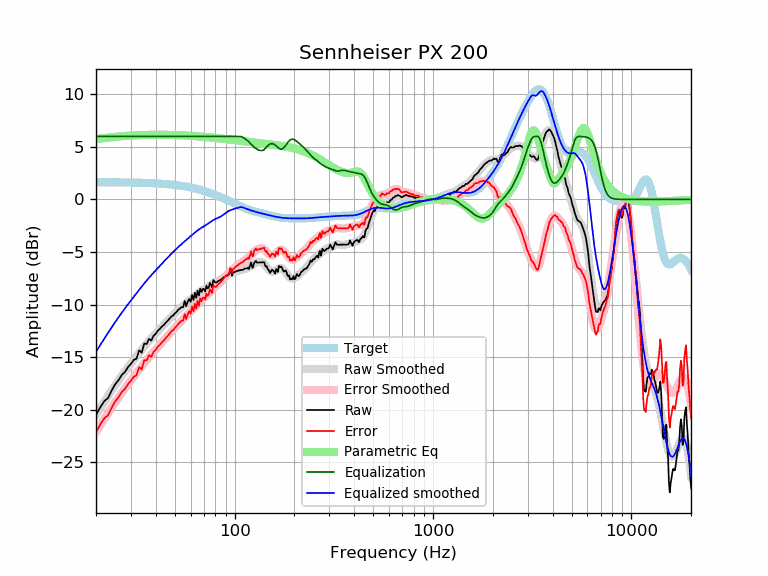 Sennheiser PX 200
Amplitude (dBr)
10
5
0
−5
−10
−15
−20
−25
Target
Raw Smoothed
Error Smoothed
Raw
Error
Parametric Eq
Equalization
Equalized smoothed
100 1000 10000
Frequency (Hz)